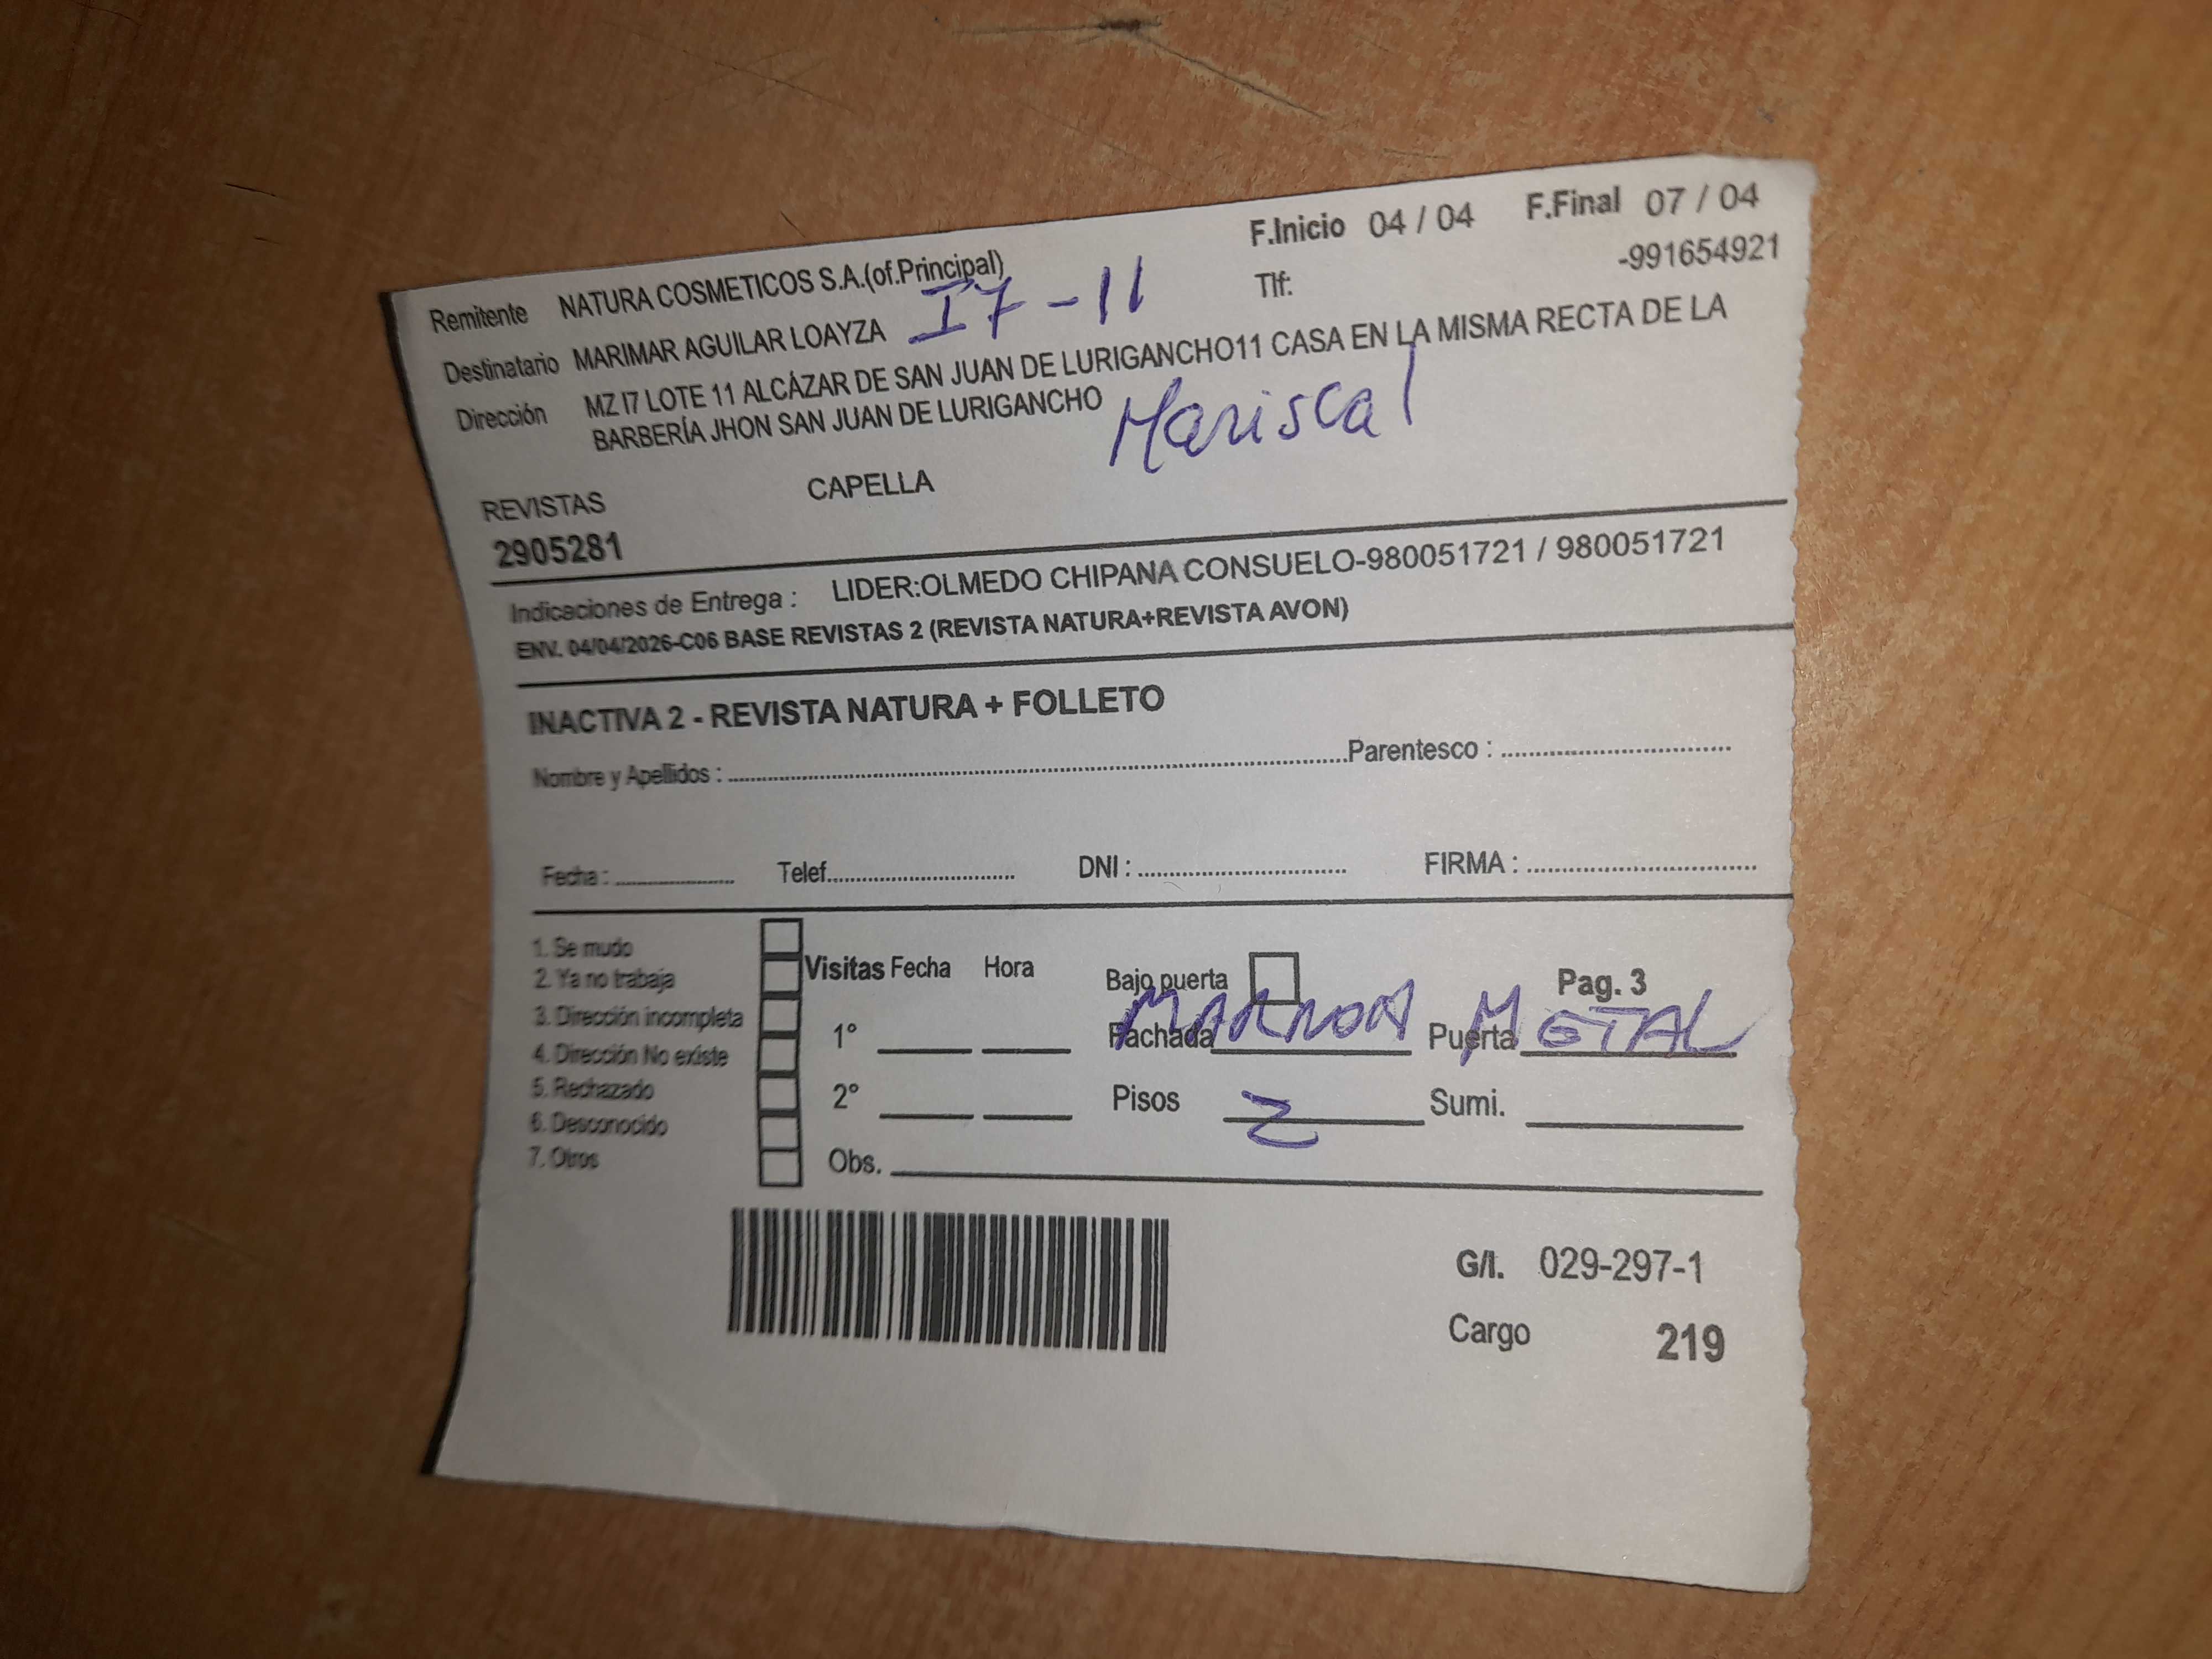 F.Inicio 04 / 04 F.Final 07 / 04
Remitente NATURA COSMETICOS S.A.(of.Principal) Tlf: -991654921
I7-11
Destinatario MARIMAR AGUILAR LOAYZA
Dirección MZ I7 LOTE 11 ALCÁZAR DE SAN JUAN DE LURIGANCHO11 CASA EN LA MISMA RECTA DE LA
BARBERÍA JHON SAN JUAN DE LURIGANCHO
Mariscal
REVISTAS CAPELLA
2905281
Indicaciones de Entrega : LIDER:OLMEDO CHIPANA CONSUELO-980051721 / 980051721
ENV. 04/04/2026-C06 BASE REVISTAS 2 (REVISTA NATURA+REVISTA AVON)
INACTIVA 2 - REVISTA NATURA + FOLLETO
Nombre y Apellidos : Parentesco :
Fecha : Telef. DNI : FIRMA :
1. Se mudo
2. Ya no trabaja
3. Dirección incompleta
4. Dirección No existe
5. Rechazado
6. Desconocido
7. Otros
Visitas Fecha Hora
1°
2°
Obs.
Bajo puerta Pag. 3
Fachada MARRON Puerta METAL
Pisos 2 Sumi.
G/I. 029-297-1
Cargo 219